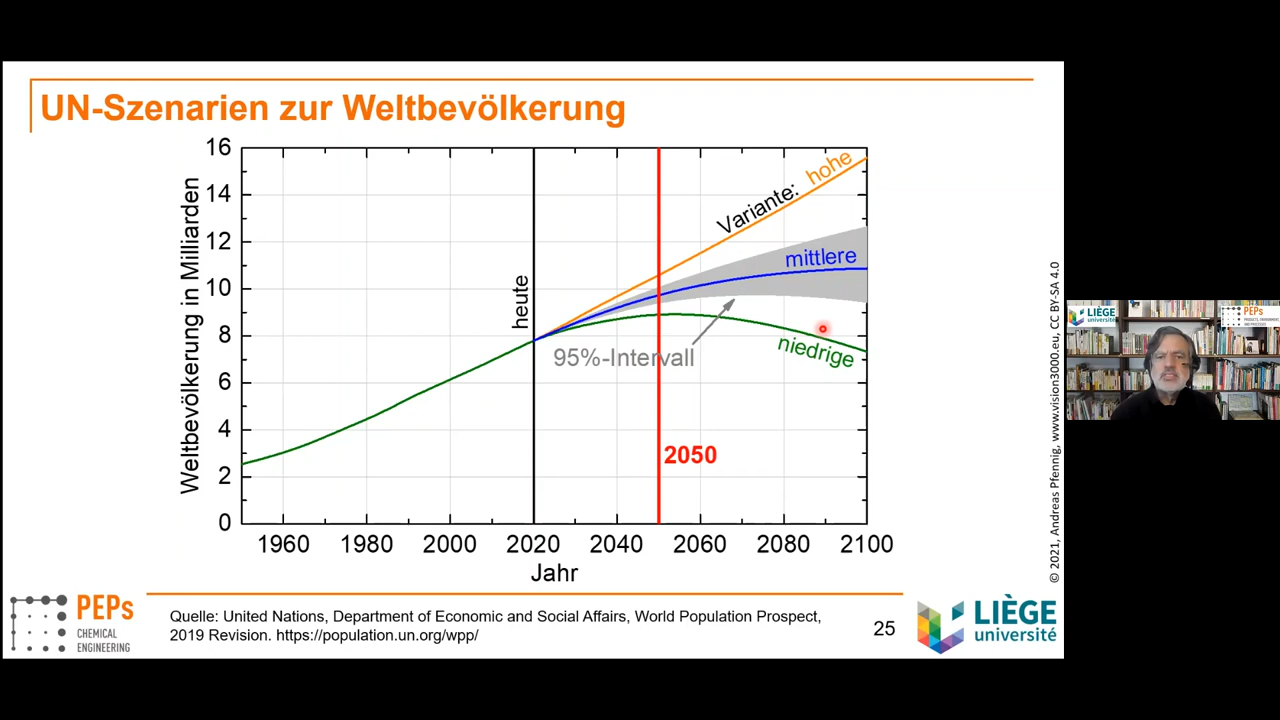 UN-Szenarien zur Weltbevölkerung
16
14
12
10
8
6
4
2
0
Weltbevölkerung in Milliarden
heute
Variante: hohe
mittlere
95%-Intervall
niedrige
2050
1960 1980 2000 2020 2040 2060 2080 2100
Jahr
© 2021, Andreas Pfennig, www.vision3000.eu, CC BY-SA 4.0
LIÈGE
université
PEPs
PEPs
CHEMICAL
ENGINEERING
Quelle: United Nations, Department of Economic and Social Affairs, World Population Prospect,
2019 Revision. https://population.un.org/wpp/
25
LIÈGE
université